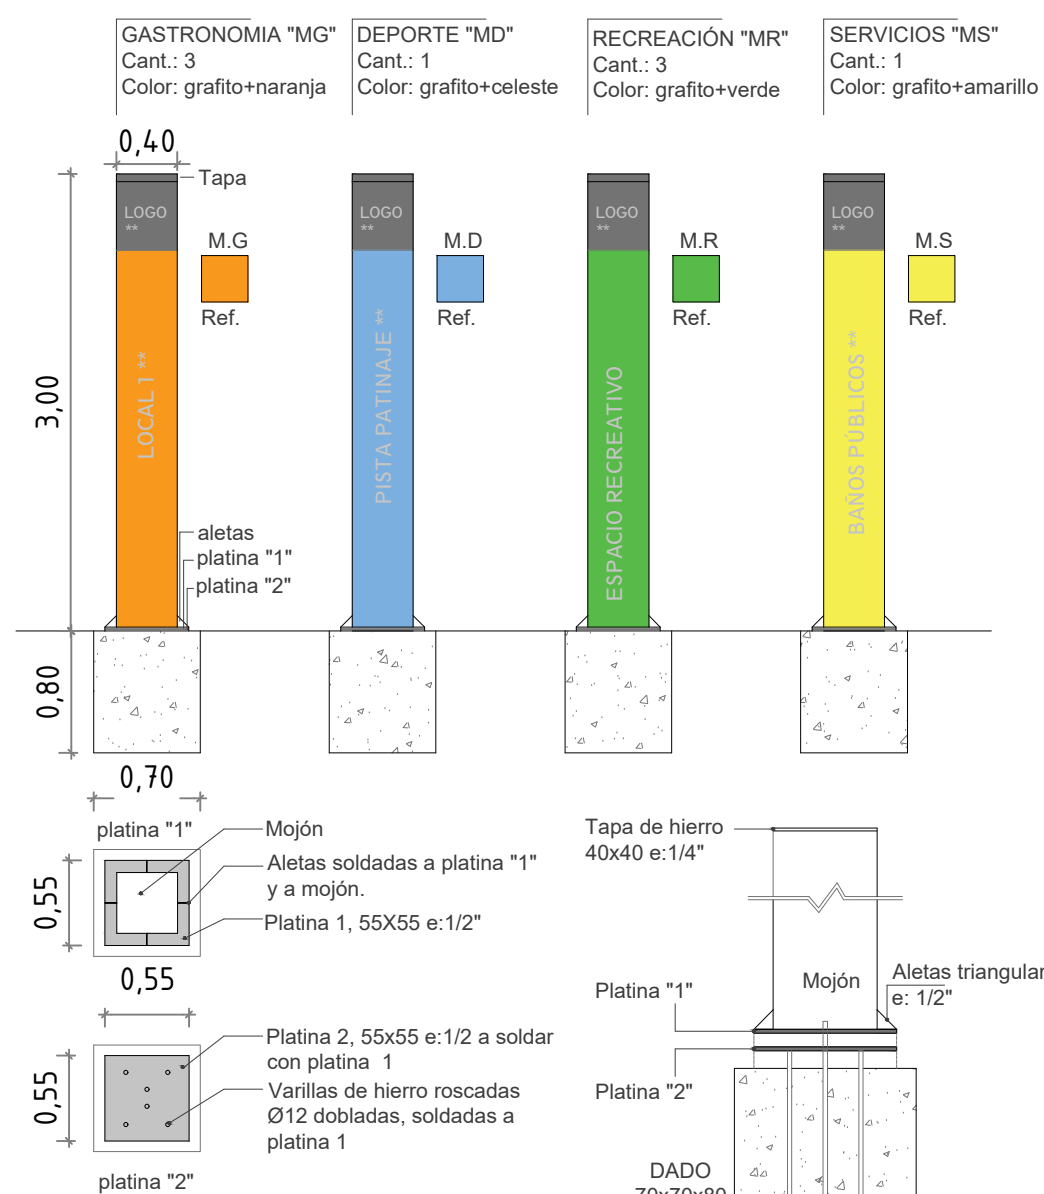 GASTRONOMIA "MG"
Cant.: 3
Color: grafito+naranja
DEPORTE "MD"
Cant.: 1
Color: grafito+celeste
RECREACIÓN "MR"
Cant.: 3
Color: grafito+verde
SERVICIOS "MS"
Cant.: 1
Color: grafito+amarillo
0,40
Tapa
LOGO
**
M.G
Ref.
LOGO
**
M.D
Ref.
LOGO
**
M.R
Ref.
LOGO
**
M.S
Ref.
3,00
LOCAL 1 **
PISTA PATINAJE **
ESPACIO RECREATIVO
BAÑOS PÚBLICOS **
aletas
platina "1"
platina "2"
0,80
0,70
platina "1"
Mojón
Aletas soldadas a platina "1"
y a mojón.
Platina 1, 55X55 e:1/2"
0,55
0,55
Platina 2, 55x55 e:1/2 a soldar
con platina 1
Varillas de hierro roscadas
Ø12 dobladas, soldadas a
platina 1
0,55
platina "2"
Tapa de hierro
40x40 e:1/4"
Mojón
Aletas triangular
e: 1/2"
Platina "1"
Platina "2"
DADO
70x70x80